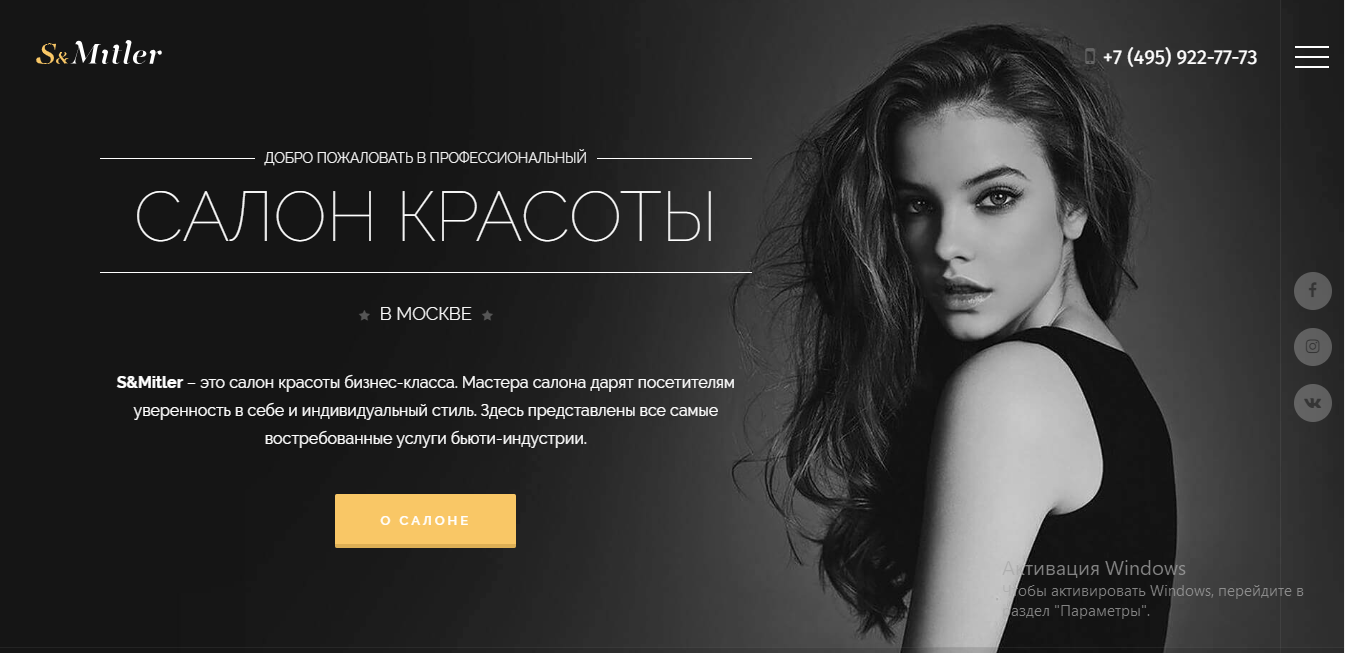 S&Mitler
+7 (495) 922-77-73
ДОБРО ПОЖАЛОВАТЬ В ПРОФЕССИОНАЛЬНЫЙ
САЛОН КРАСОТЫ
В МОСКВЕ
S&Mitler – это салон красоты бизнес-класса. Мастера салона дарят посетителям
уверенность в себе и индивидуальный стиль. Здесь представлены все самые
востребованные услуги бьюти-индустрии.
О САЛОНЕ
Активация Windows
Чтобы активировать Windows, перейдите в
раздел "Параметры".